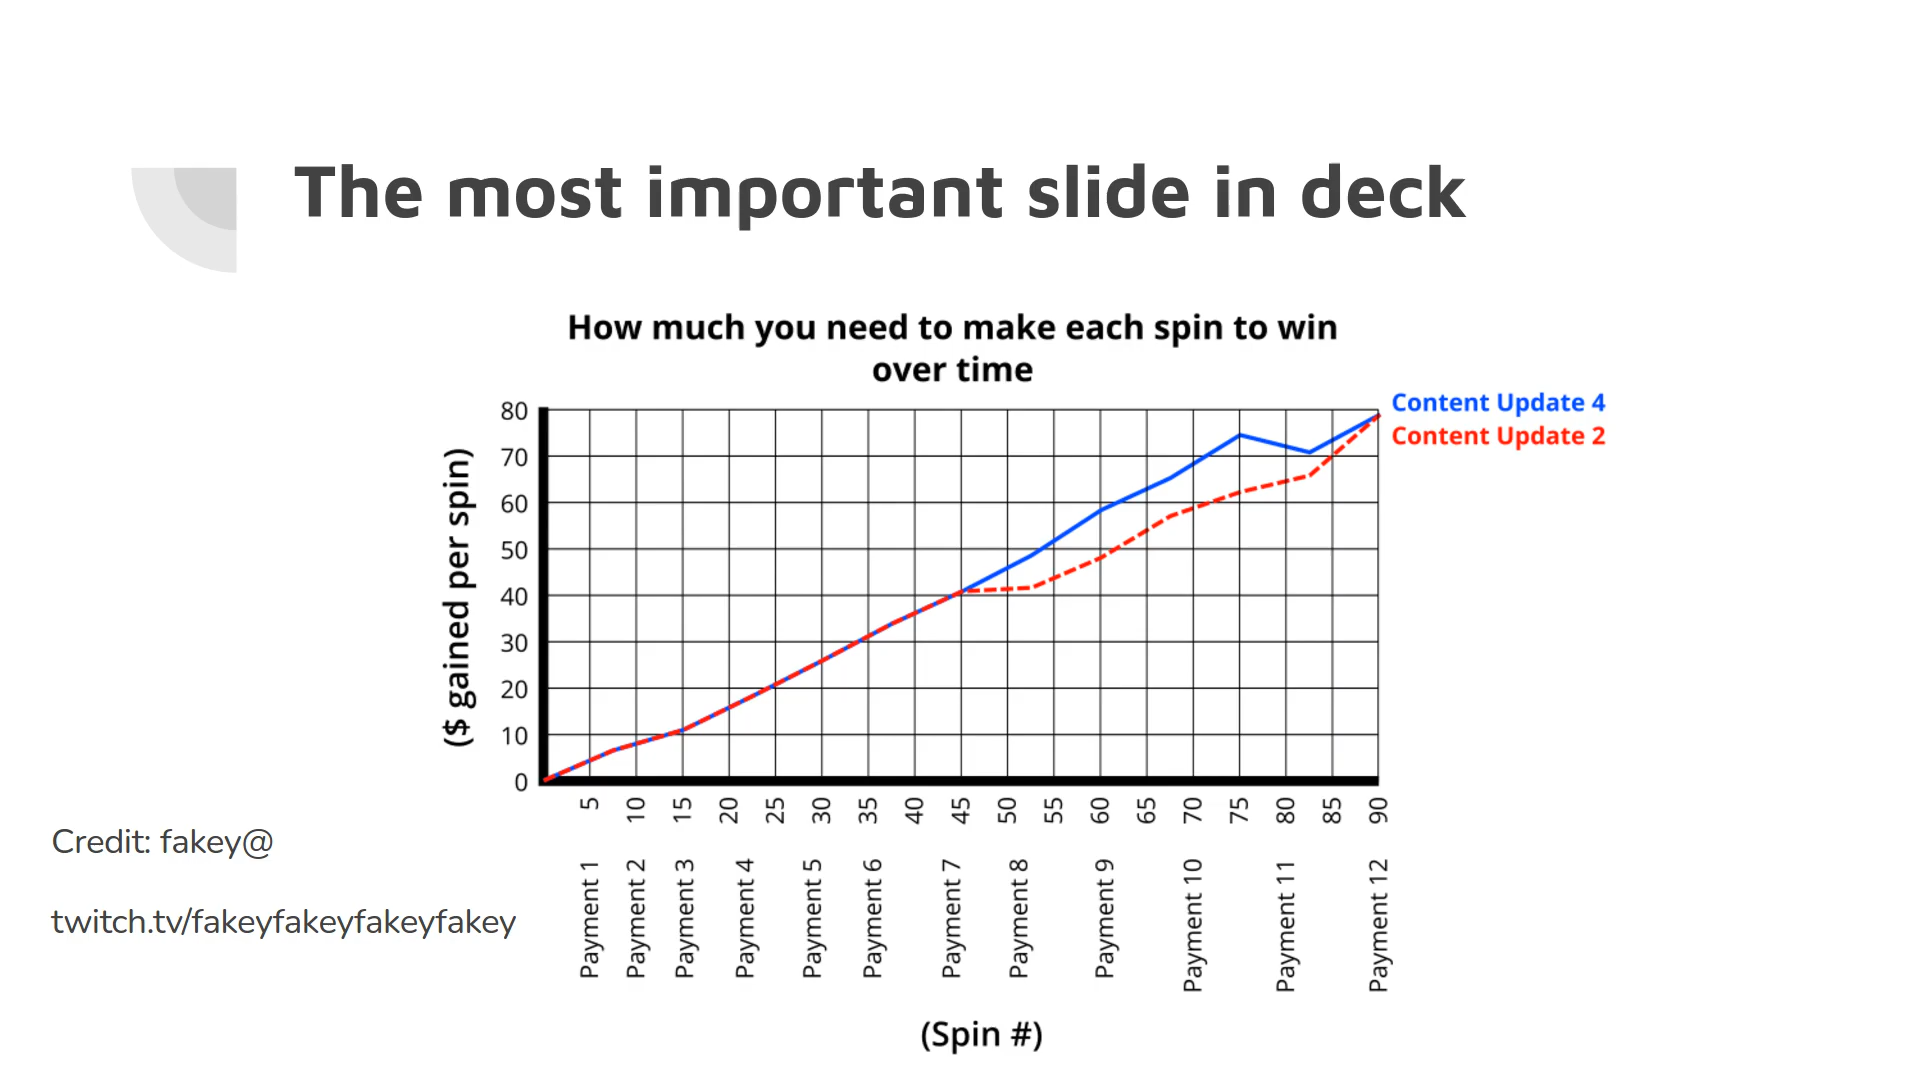 The most important slide in deck
How much you need to make each spin to win
over time
Content Update 4
Content Update 2
($ gained per spin)
80
70
60
50
40
30
20
10
0
5
10
15
20
25
30
35
40
45
50
55
60
65
70
75
80
85
90
Payment 1
Payment 2
Payment 3
Payment 4
Payment 5
Payment 6
Payment 7
Payment 8
Payment 9
Payment 10
Payment 11
Payment 12
(Spin #)
Credit: fakey@
twitch.tv/fakeyfakeyfakeyfakey